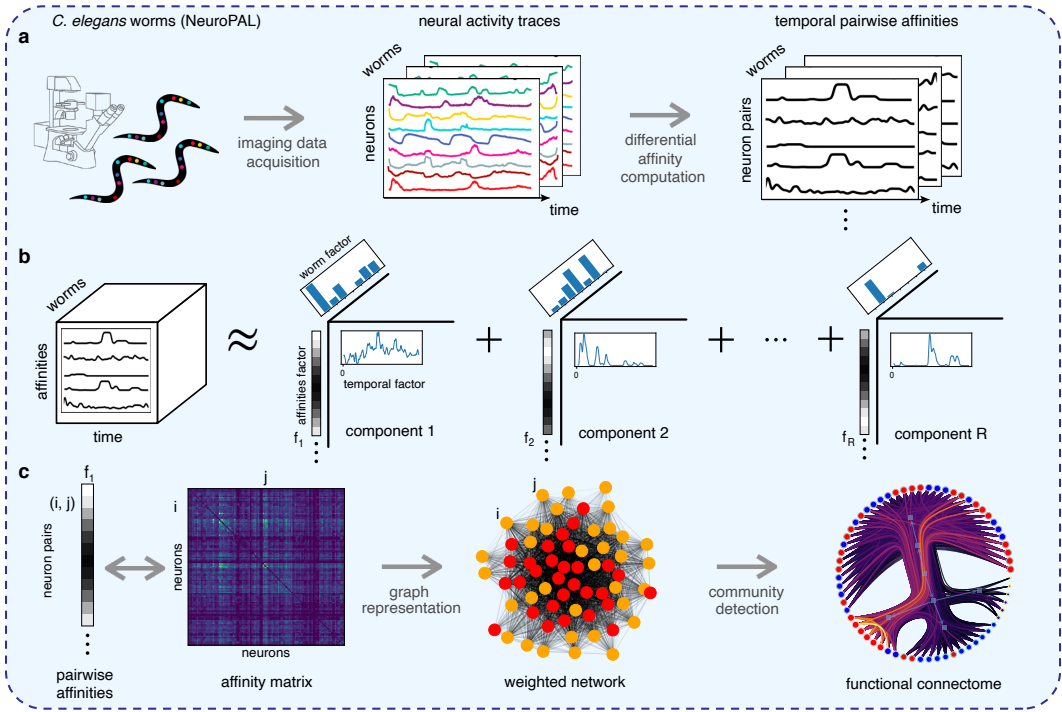 C. elegans worms (NeuroPAL)
neural activity traces
temporal pairwise affinities
a
worms
neurons
time
imaging data
acquisition
differential
affinity
computation
worms
neuron pairs
time
b
worms
affinities
time
≈
worm factor
affinities factor
0
temporal factor
f1
component 1
+
0
f2
component 2
+
...
+
0
fR
component R
c
f1
(i, j)
neuron pairs
pairwise
affinities
j
i
neurons
neurons
affinity matrix
graph
representation
j
i
weighted network
community
detection
functional connectome